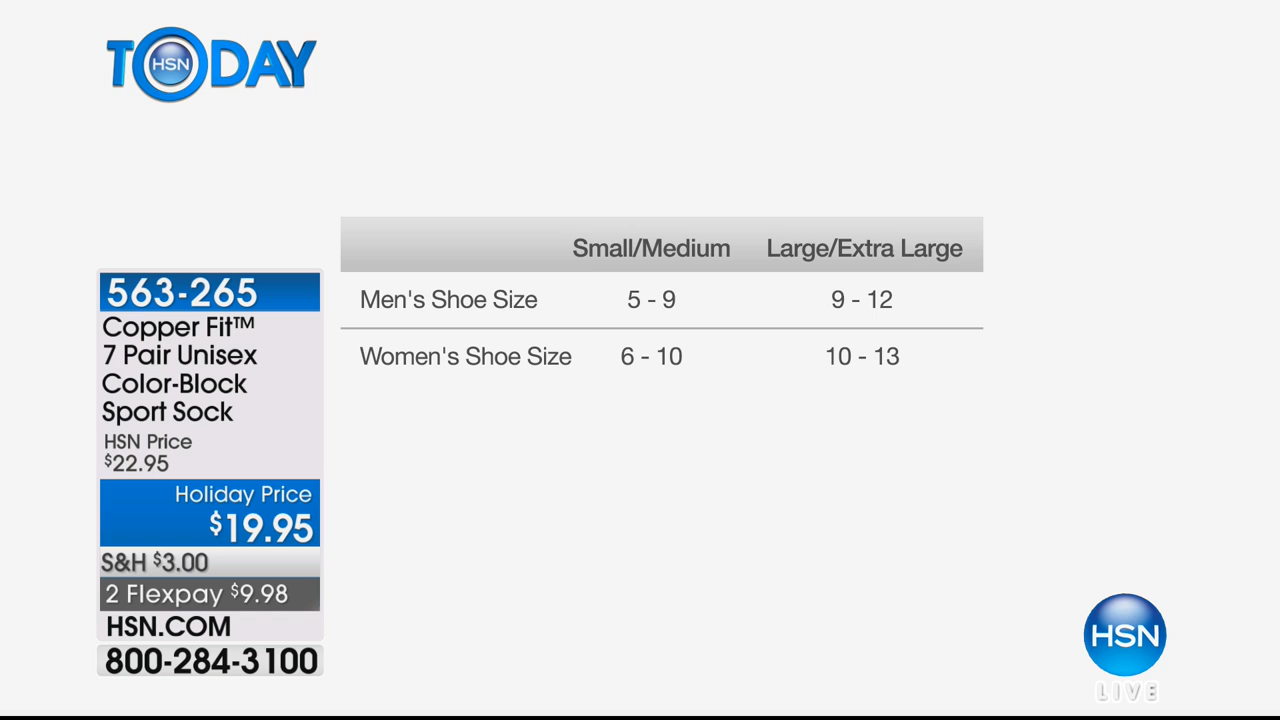 TODAY
HSN
563-265
Copper Fit™
7 Pair Unisex
Color-Block
Sport Sock
HSN Price
$22.95
Holiday Price
$19.95
S&H $3.00
2 Flexpay $9.98
HSN.COM
800-284-3100
Small/Medium Large/Extra Large
Men's Shoe Size 5 - 9 9 - 12
Women's Shoe Size 6 - 10 10 - 13
HSN
LIVE